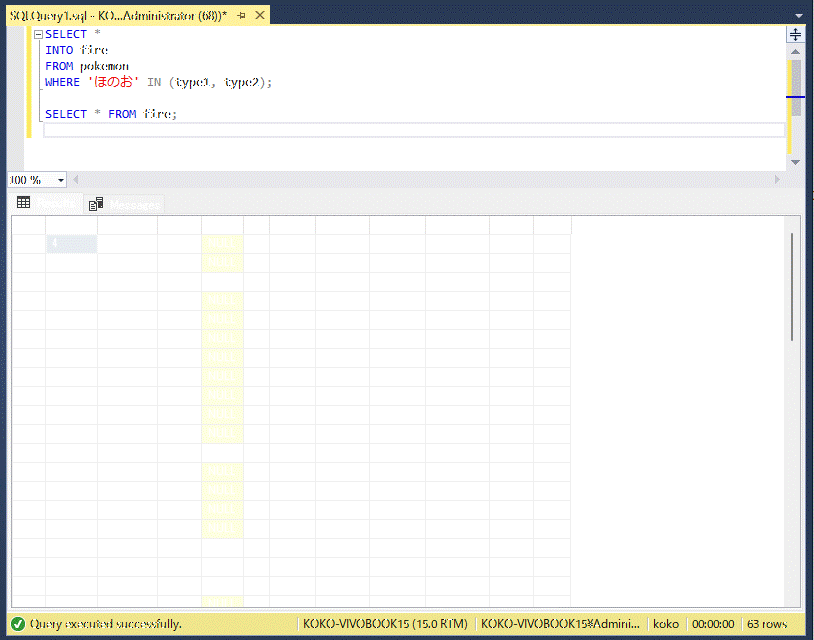 SQLQuery1.sql - KO...Administrator (68))*
SELECT *
INTO fire
FROM pokemon
WHERE 'ほのお' IN (type1, type2);
SELECT * FROM fire;
100 %
Results
Messages
4
Query executed successfully.
KOKO-VIVOBOOK15 (15.0 RTM)
KOKO-VIVOBOOK15¥Admini...
koko
00:00:00
63 rows